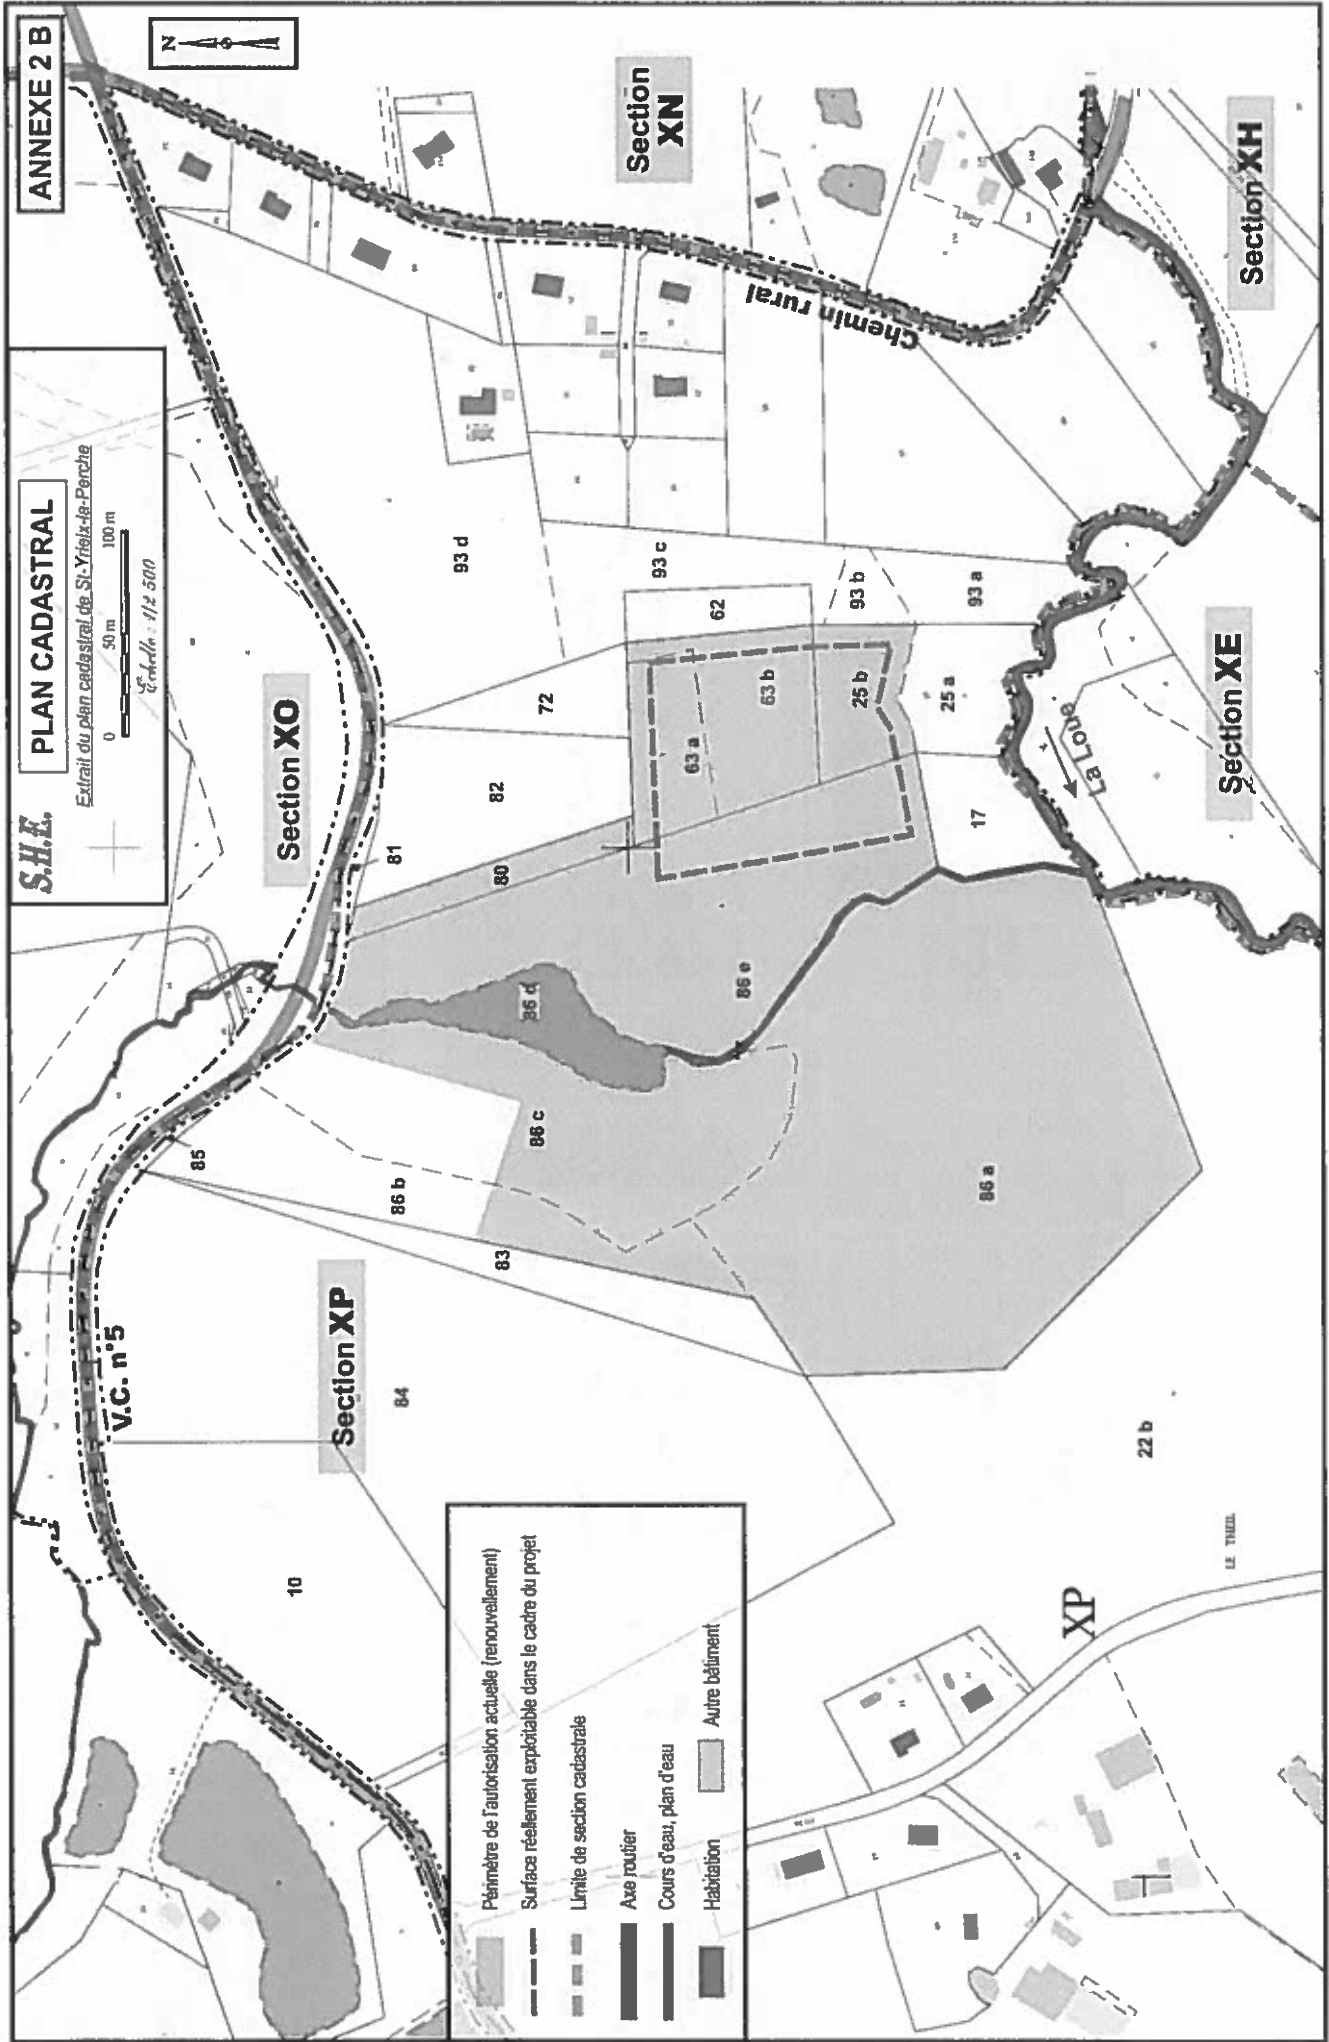 ANNEXE 2 B
N
S.H.E.
PLAN CADASTRAL
Extrait du plan cadastral de St-Yrieix-la-Perche
0 50 m 100 m
Echelle : 1/2 500
Section XO
Section XN
Section XH
Section XE
Section XP
V.C. n°5
Chemin rural
La Loue
10
84
85
86 b
83
86 c
86 d
86 e
86 a
81
80
82
72
93 d
93 c
62
93 b
93 a
63 a
63 b
25 b
25 a
17
22 b
XP
LE THEIL
Périmètre de l'autorisation actuelle (renouvellement)
Surface réellement exploitable dans le cadre du projet
Limite de section cadastrale
Axe routier
Cours d'eau, plan d'eau
Habitation
Autre bâtiment